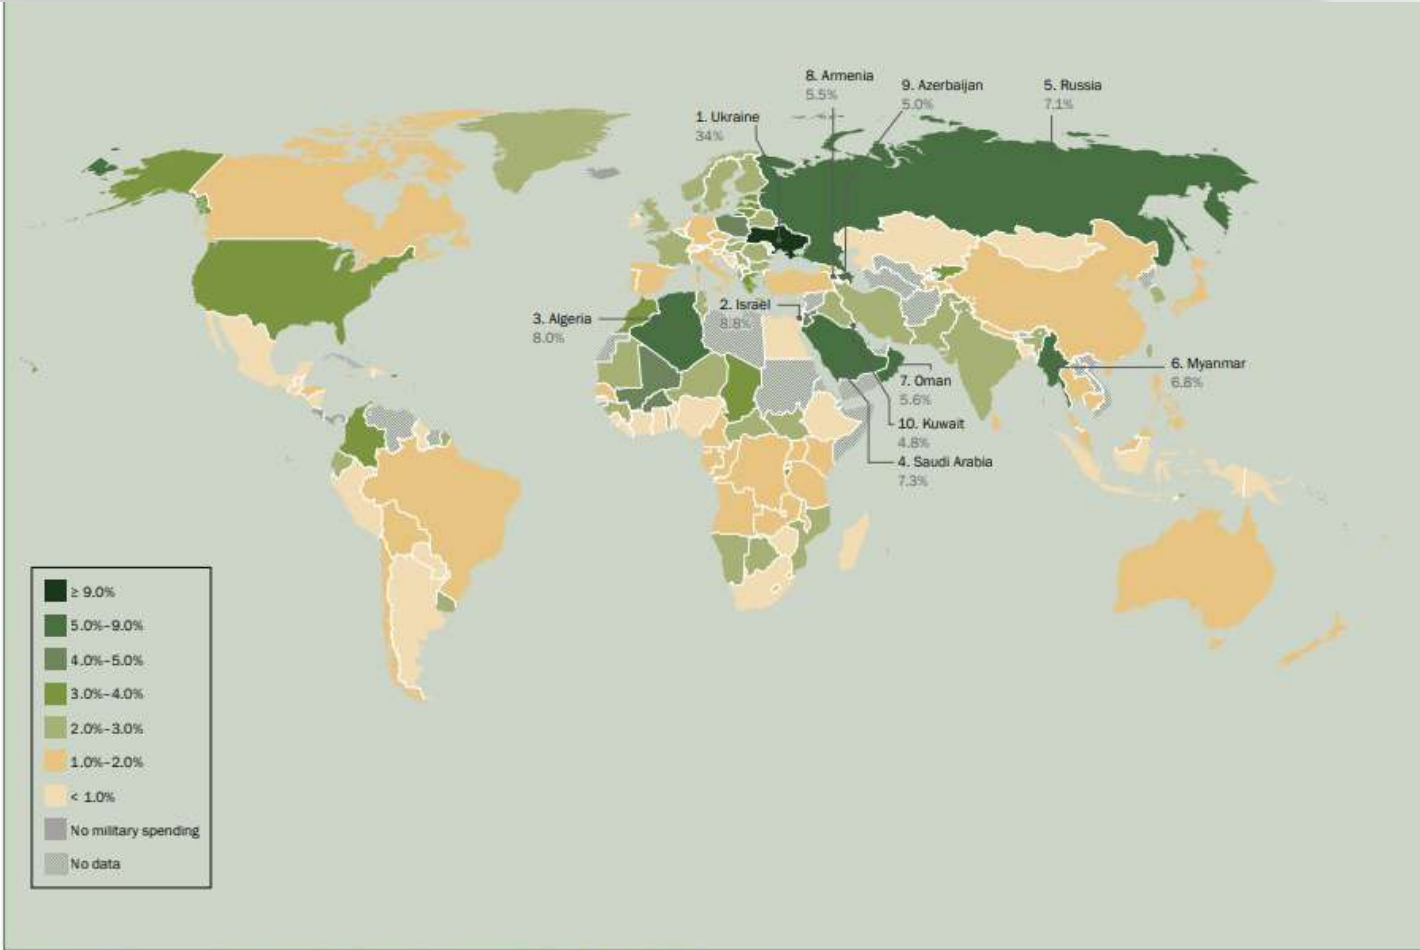 8. Armenia
5.5%
9. Azerbaijan
5.0%
5. Russia
7.1%
1. Ukraine
34%
2. Israel
8.8%
3. Algeria
8.0%
6. Myanmar
6.8%
7. Oman
5.6%
10. Kuwait
4.8%
4. Saudi Arabia
7.3%
≥ 9.0%
5.0%–9.0%
4.0%–5.0%
3.0%–4.0%
2.0%–3.0%
1.0%–2.0%
< 1.0%
No military spending
No data